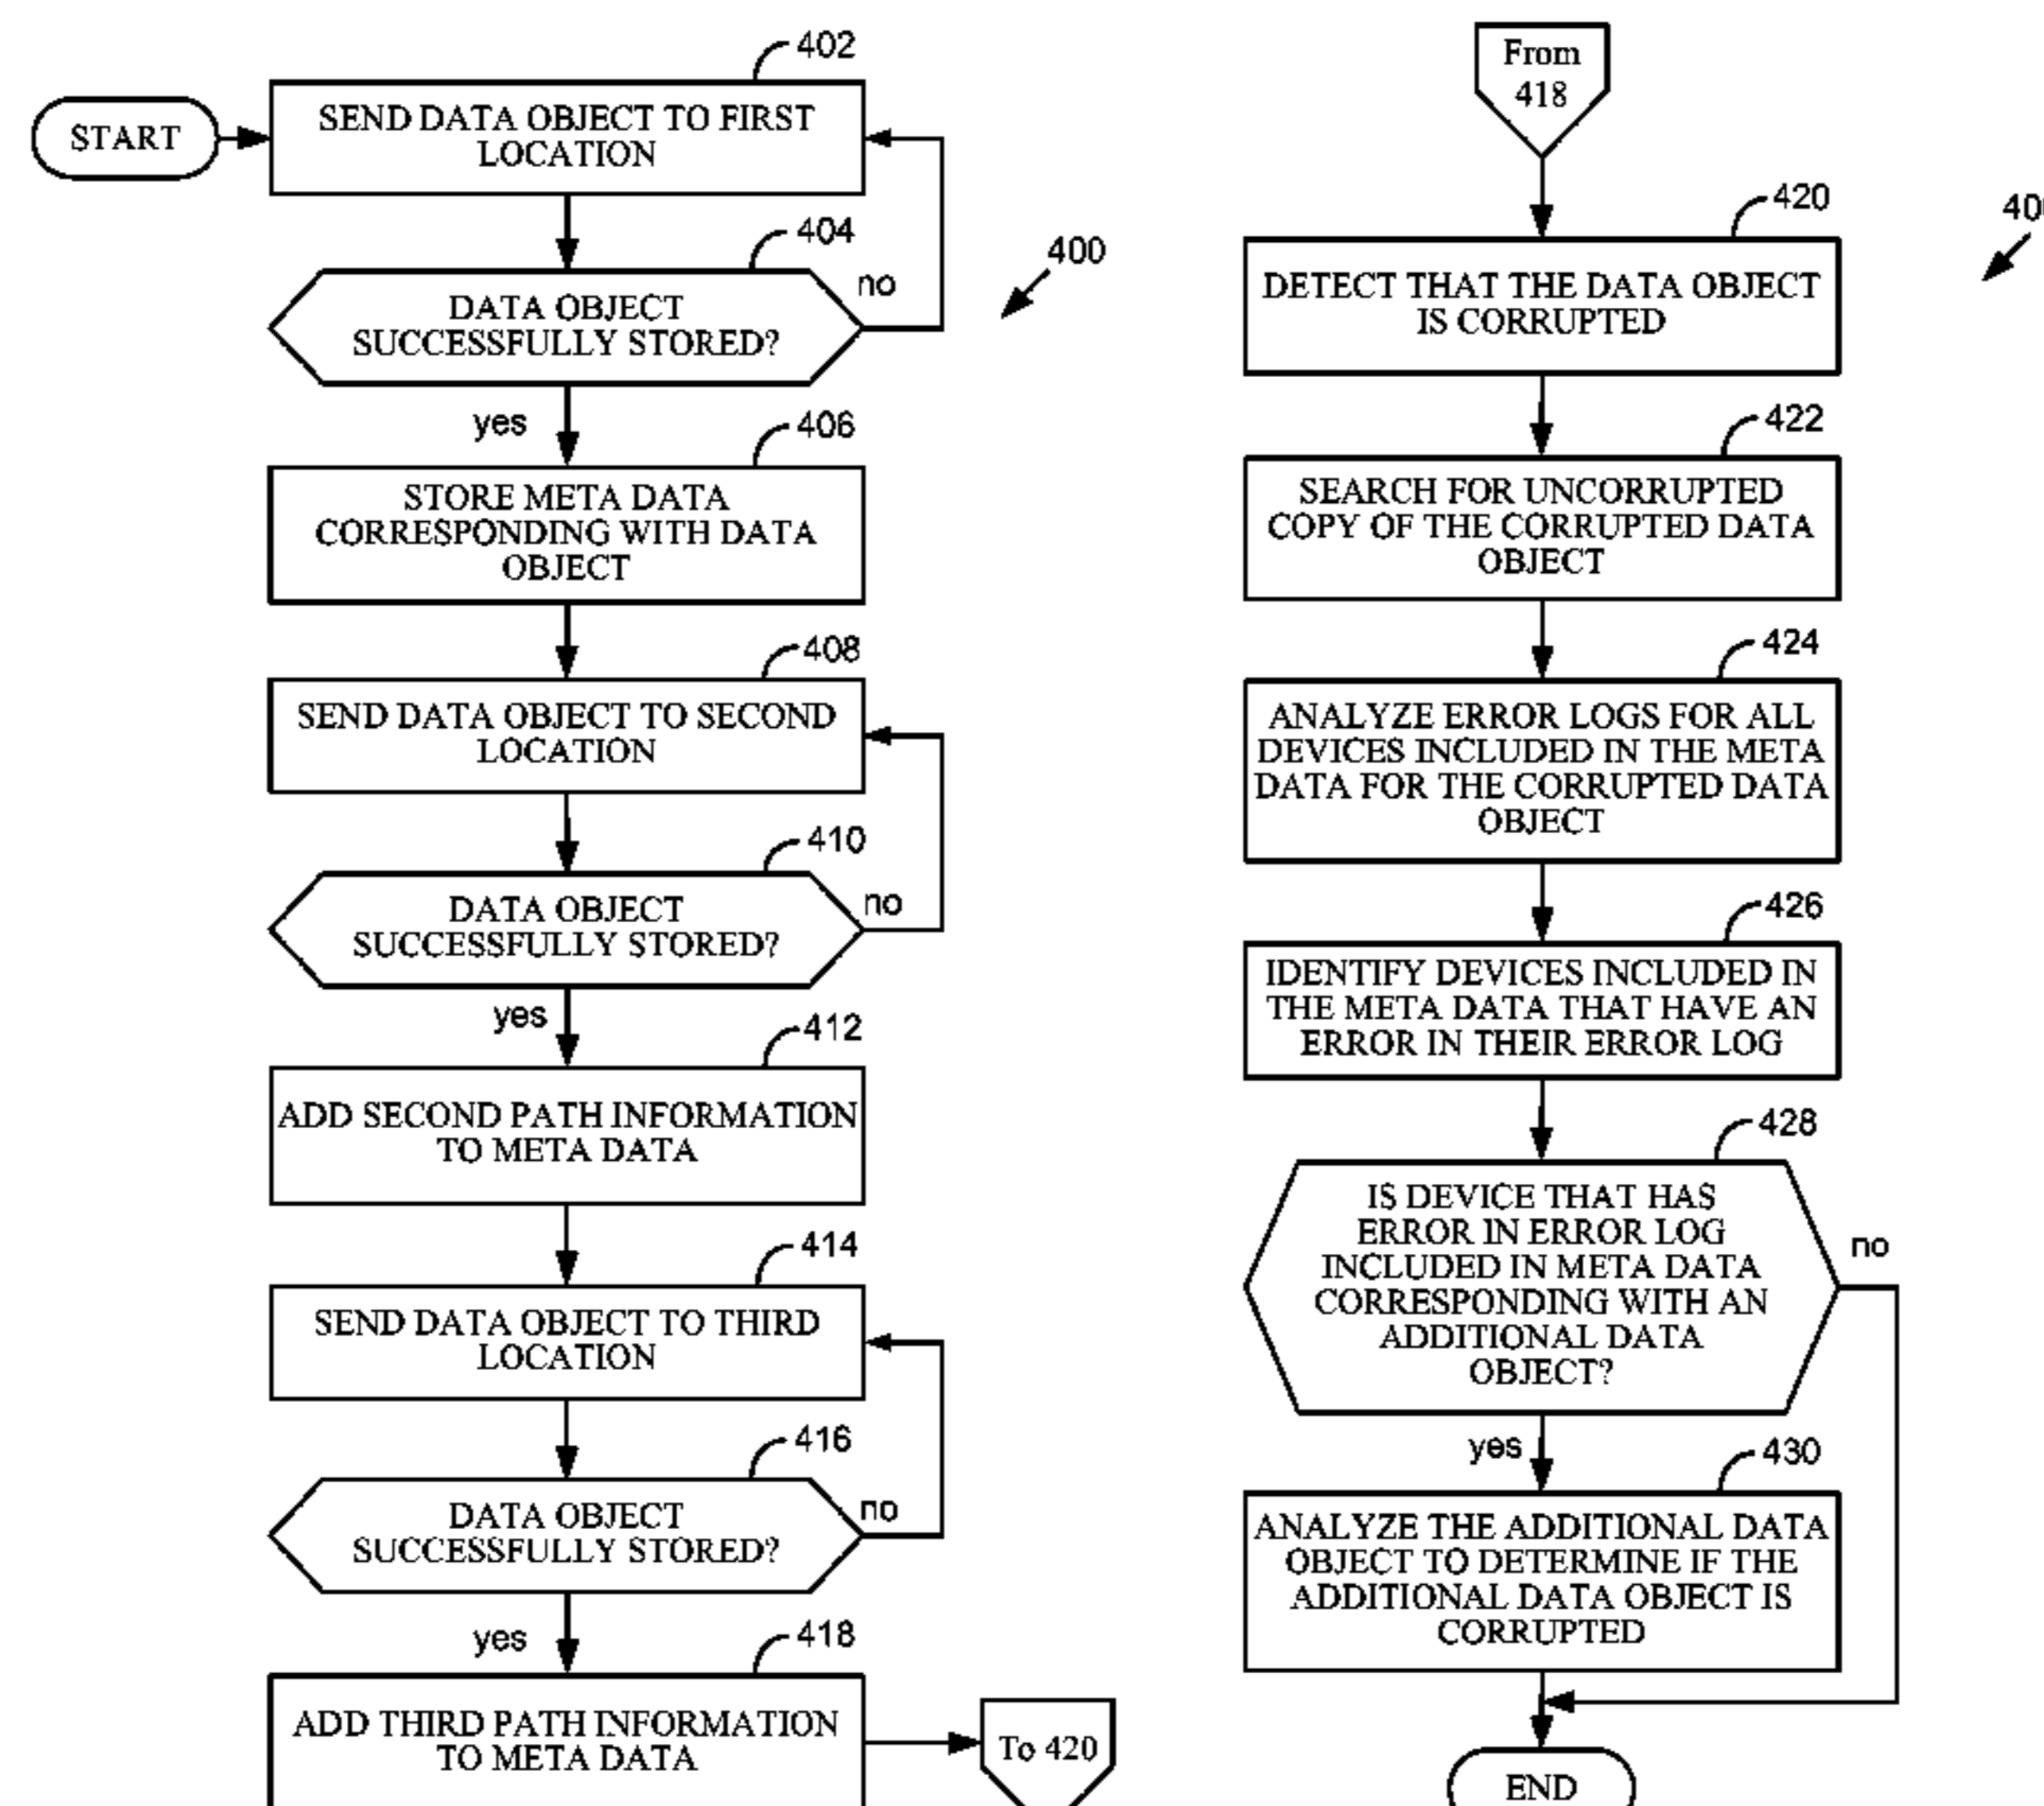 402
START
SEND DATA OBJECT TO FIRST
LOCATION
404
DATA OBJECT
SUCCESSFULLY STORED?
no
400
yes
406
STORE META DATA
CORRESPONDING WITH DATA
OBJECT
408
SEND DATA OBJECT TO SECOND
LOCATION
410
DATA OBJECT
SUCCESSFULLY STORED?
no
yes
412
ADD SECOND PATH INFORMATION
TO META DATA
414
SEND DATA OBJECT TO THIRD
LOCATION
416
DATA OBJECT
SUCCESSFULLY STORED?
no
yes
418
ADD THIRD PATH INFORMATION
TO META DATA
To 420
From
418
420
DETECT THAT THE DATA OBJECT
IS CORRUPTED
422
SEARCH FOR UNCORRUPTED
COPY OF THE CORRUPTED DATA
OBJECT
424
ANALYZE ERROR LOGS FOR ALL
DEVICES INCLUDED IN THE META
DATA FOR THE CORRUPTED DATA
OBJECT
426
IDENTIFY DEVICES INCLUDED IN
THE META DATA THAT HAVE AN
ERROR IN THEIR ERROR LOG
428
IS DEVICE THAT HAS
ERROR IN ERROR LOG
INCLUDED IN META DATA
CORRESPONDING WITH AN
ADDITIONAL DATA
OBJECT?
no
yes
430
ANALYZE THE ADDITIONAL DATA
OBJECT TO DETERMINE IF THE
ADDITIONAL DATA OBJECT IS
CORRUPTED
END